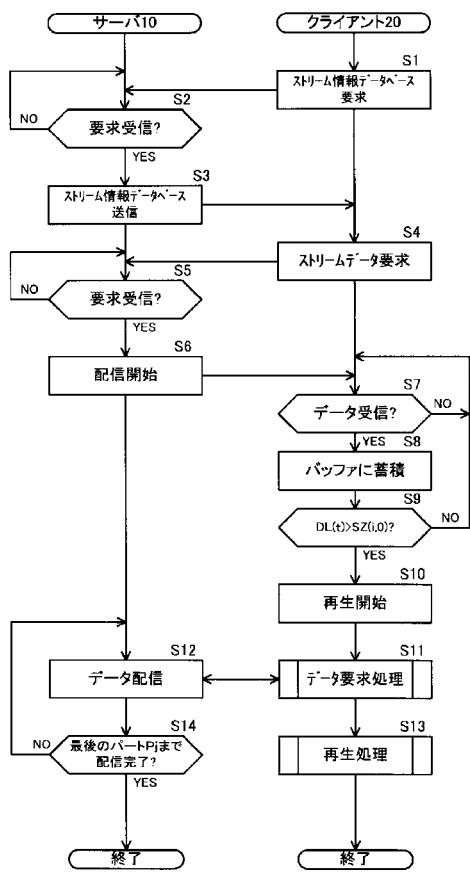 サーバ10
クライアント20
S1
ストリーム情報データベース
要求
S2
NO
要求受信?
YES
S3
ストリーム情報データベース
送信
S4
ストリームデータ要求
S5
NO
要求受信?
YES
S6
配信開始
S7
データ受信?
NO
YES
S8
バッファに蓄積
S9
DL(t)>SZ(i,0)?
NO
YES
S10
再生開始
S12
データ配信
S11
データ要求処理
S14
NO
最後のパートPjまで
配信完了?
YES
S13
再生処理
終了
終了